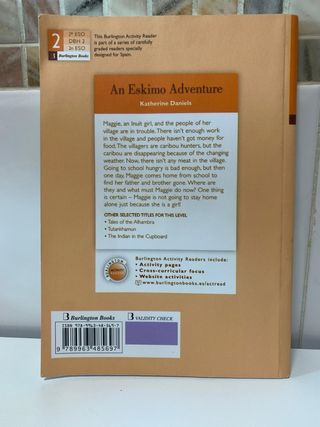 2
2º ESO
DBH 2
2n ESO
Burlington Books
This Burlington Activity Reader
is part of a series of carefully
graded readers specially
designed for Spain.
An Eskimo Adventure
Katherine Daniels
Maggie, an Inuit girl, and the people of her
village are in trouble. There isn't enough work
in the village and people haven't got money for
food. The villagers are caribou hunters, but the
caribou are disappearing because of the changing
weather. Now, there isn't any meat in the village.
Going to school hungry is bad enough, but then
one day, Maggie comes home from school to
find her father and brother gone. Where are
they and what must Maggie do now? One thing
is certain – Maggie is not going to stay home
alone just because she is a girl!
OTHER SELECTED TITLES FOR THIS LEVEL
• Tales of the Alhambra
• Tutankhamun
• The Indian in the Cupboard
Burlington Activity Readers include:
• Activity pages
• Cross-curricular focus
• Website activities
www.burlingtonbooks.es/actread
BURLINGTON
Burlington Books
VALIDITY CHECK
ISBN 978-9963-48-569-7
9789963485697